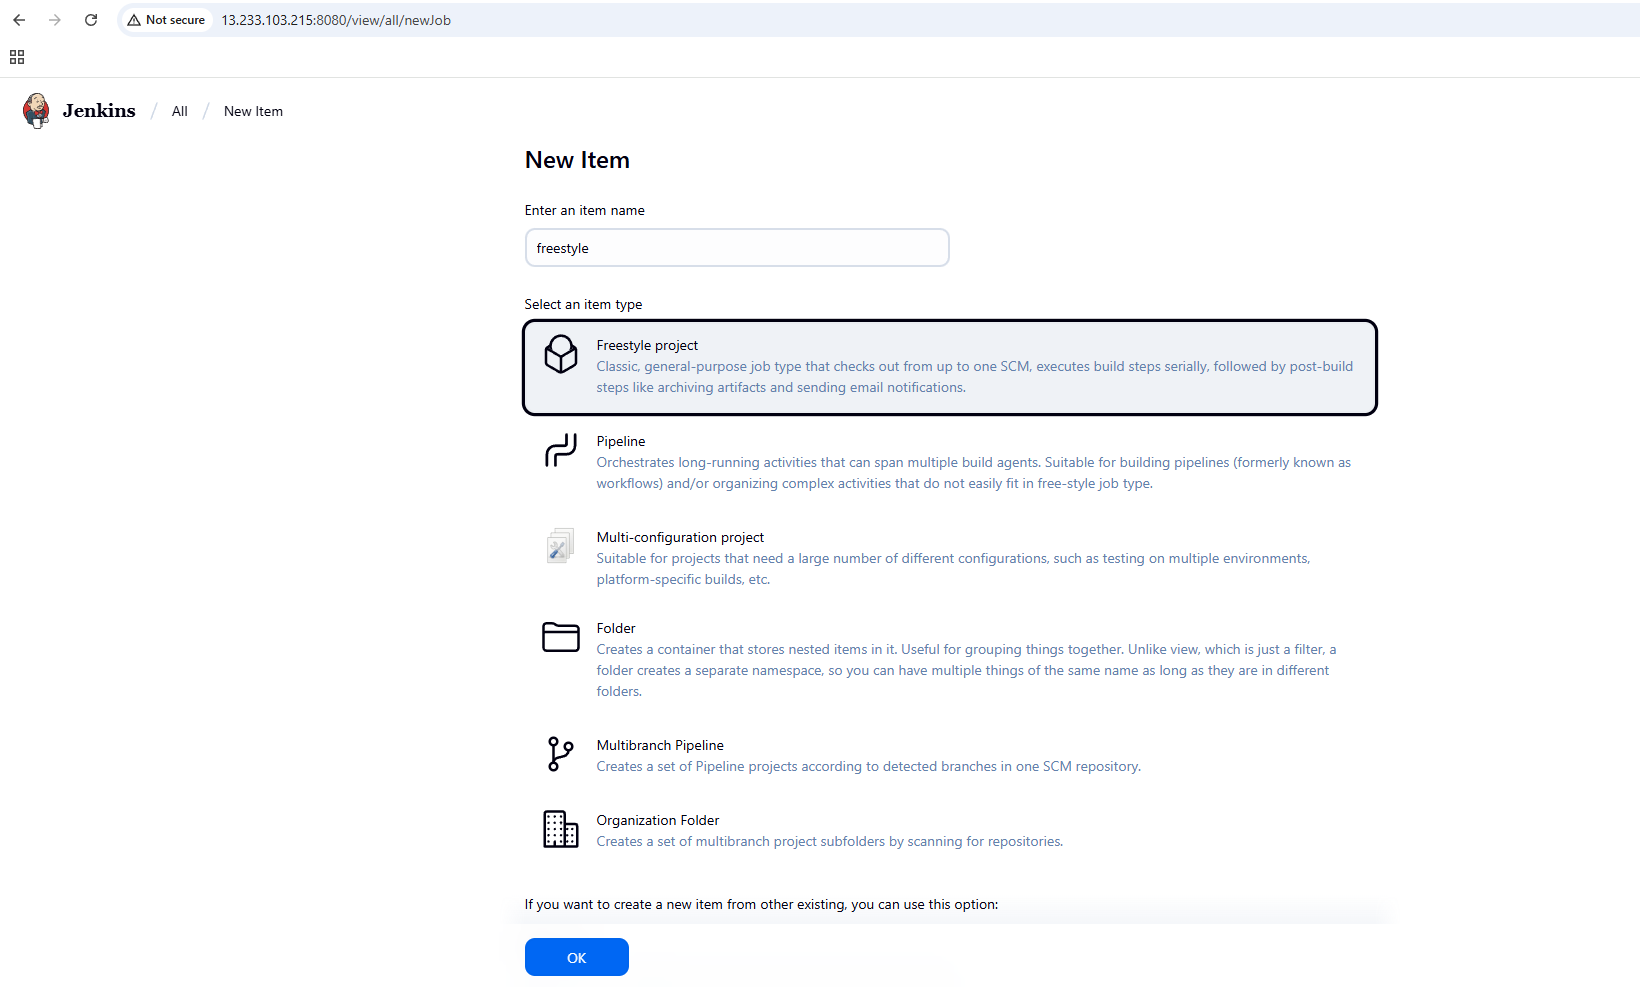 Not secure 13.233.103.215:8080/view/all/newJob
Jenkins / All / New Item
New Item
Enter an item name
freestyle
Select an item type
Freestyle project
Classic, general-purpose job type that checks out from up to one SCM, executes build steps serially, followed by post-build
steps like archiving artifacts and sending email notifications.
Pipeline
Orchestrates long-running activities that can span multiple build agents. Suitable for building pipelines (formerly known as
workflows) and/or organizing complex activities that do not easily fit in free-style job type.
Multi-configuration project
Suitable for projects that need a large number of different configurations, such as testing on multiple environments,
platform-specific builds, etc.
Folder
Creates a container that stores nested items in it. Useful for grouping things together. Unlike view, which is just a filter, a
folder creates a separate namespace, so you can have multiple things of the same name as long as they are in different
folders.
Multibranch Pipeline
Creates a set of Pipeline projects according to detected branches in one SCM repository.
Organization Folder
Creates a set of multibranch project subfolders by scanning for repositories.
If you want to create a new item from other existing, you can use this option:
OK